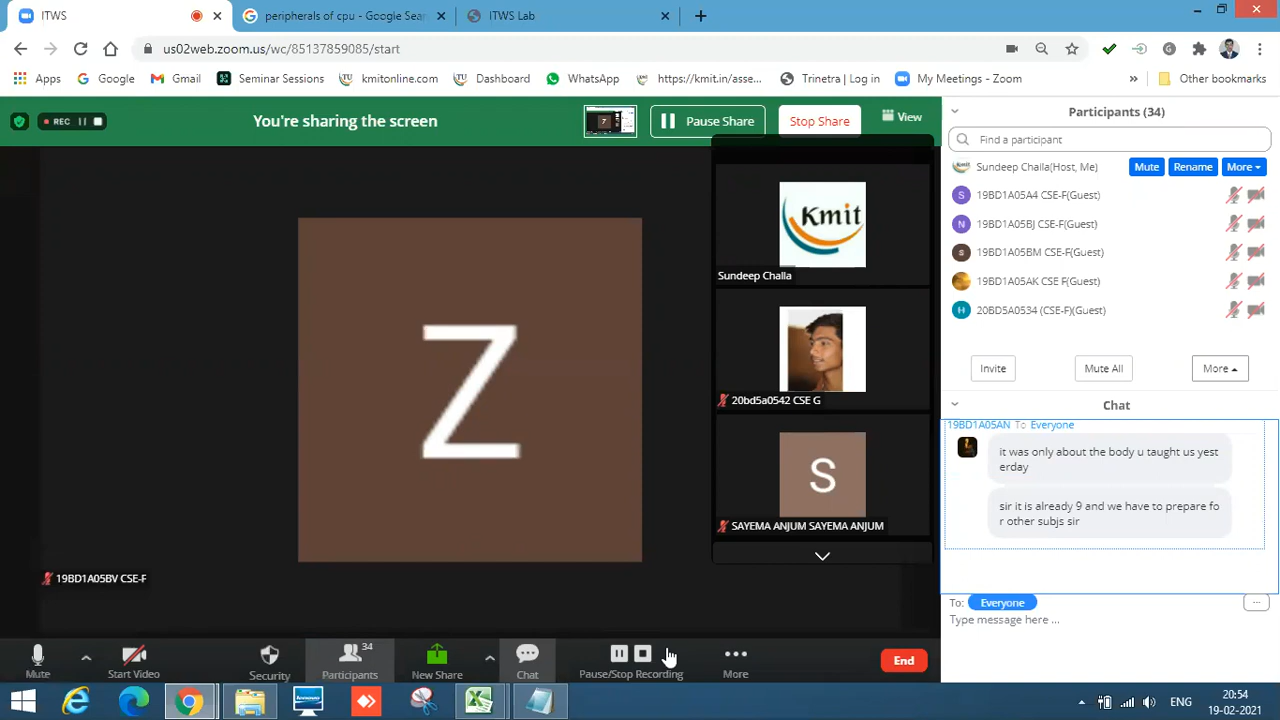 ITWS
peripherals of cpu - Google Sear
ITWS Lab
us02web.zoom.us/wc/85137859085/start
Apps
Google
Gmail
Seminar Sessions
kmitonline.com
Dashboard
WhatsApp
https://kmit.in/asse...
Trinetra | Log in
My Meetings - Zoom
»
Other bookmarks
REC
You're sharing the screen
Pause Share
Stop Share
View
Participants (34)
Find a participant
Sundeep Challa(Host, Me)
Mute
Rename
More
S
19BD1A05A4 CSE-F(Guest)
N
19BD1A05BJ CSE-F(Guest)
S
19BD1A05BM CSE-F(Guest)
19BD1A05AK CSE F(Guest)
H
20BD5A0534 (CSE-F)(Guest)
Invite
Mute All
More
Z
Kmit
Sundeep Challa
20bd5a0542 CSE G
S
SAYEMA ANJUM SAYEMA ANJUM
19BD1A05BV CSE-F
Chat
19BD1A05AN To Everyone
it was only about the body u taught us yest
erday
sir it is already 9 and we have to prepare fo
r other subjs sir
To: Everyone
...
Type message here ...
Mute
Start Video
Security
34
Participants
New Share
Chat
Pause/Stop Recording
More
End
ENG
20:54
19-02-2021